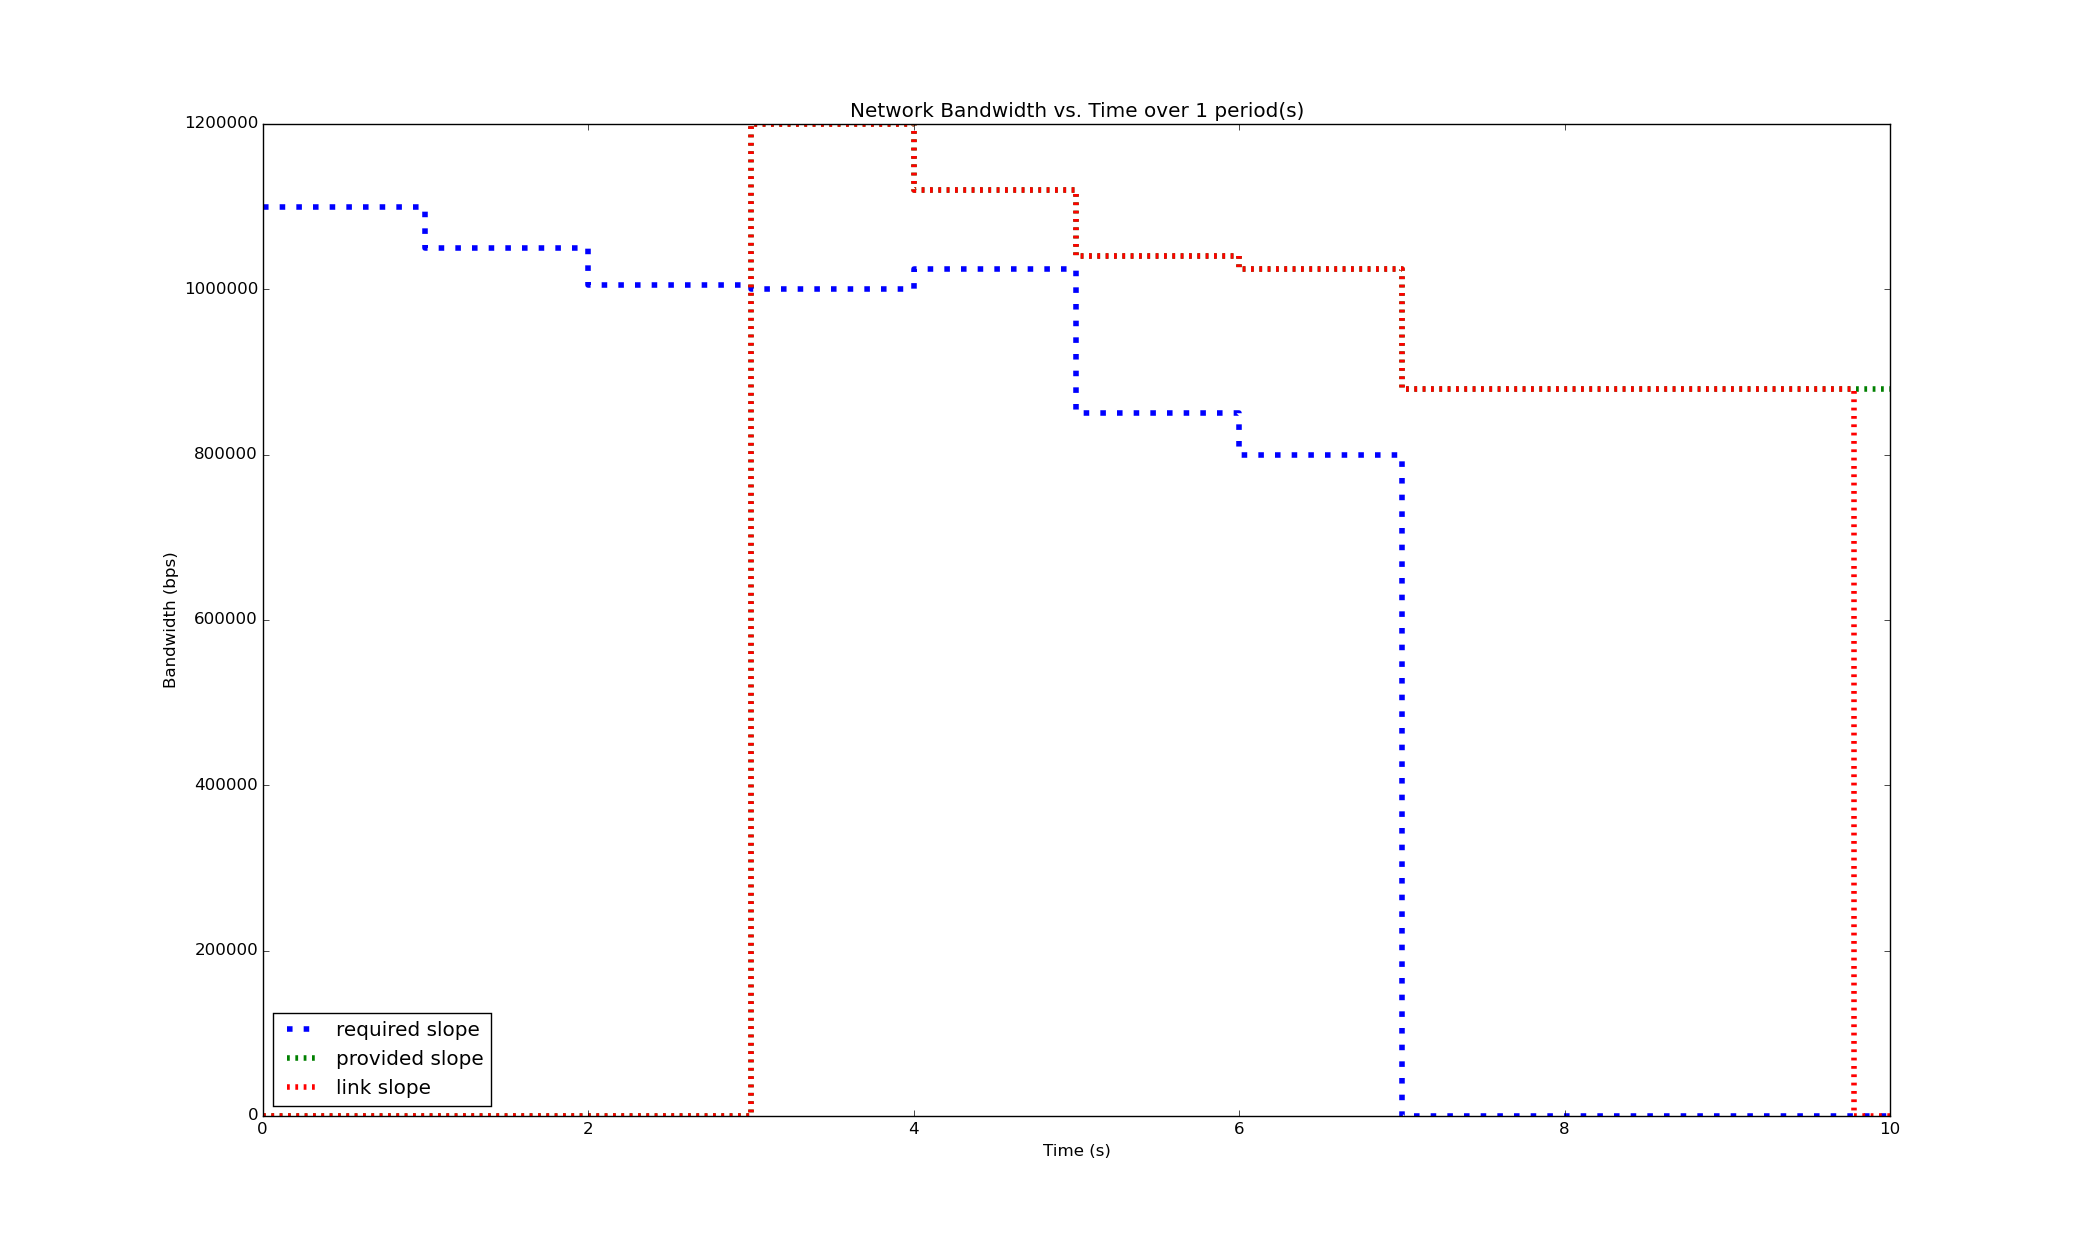 Network Bandwidth vs. Time over 1 period(s)
1200000
1000000
800000
600000
400000
200000
0
Bandwidth (bps)
required slope
provided slope
link slope
0 2 4 6 8 10
Time (s)